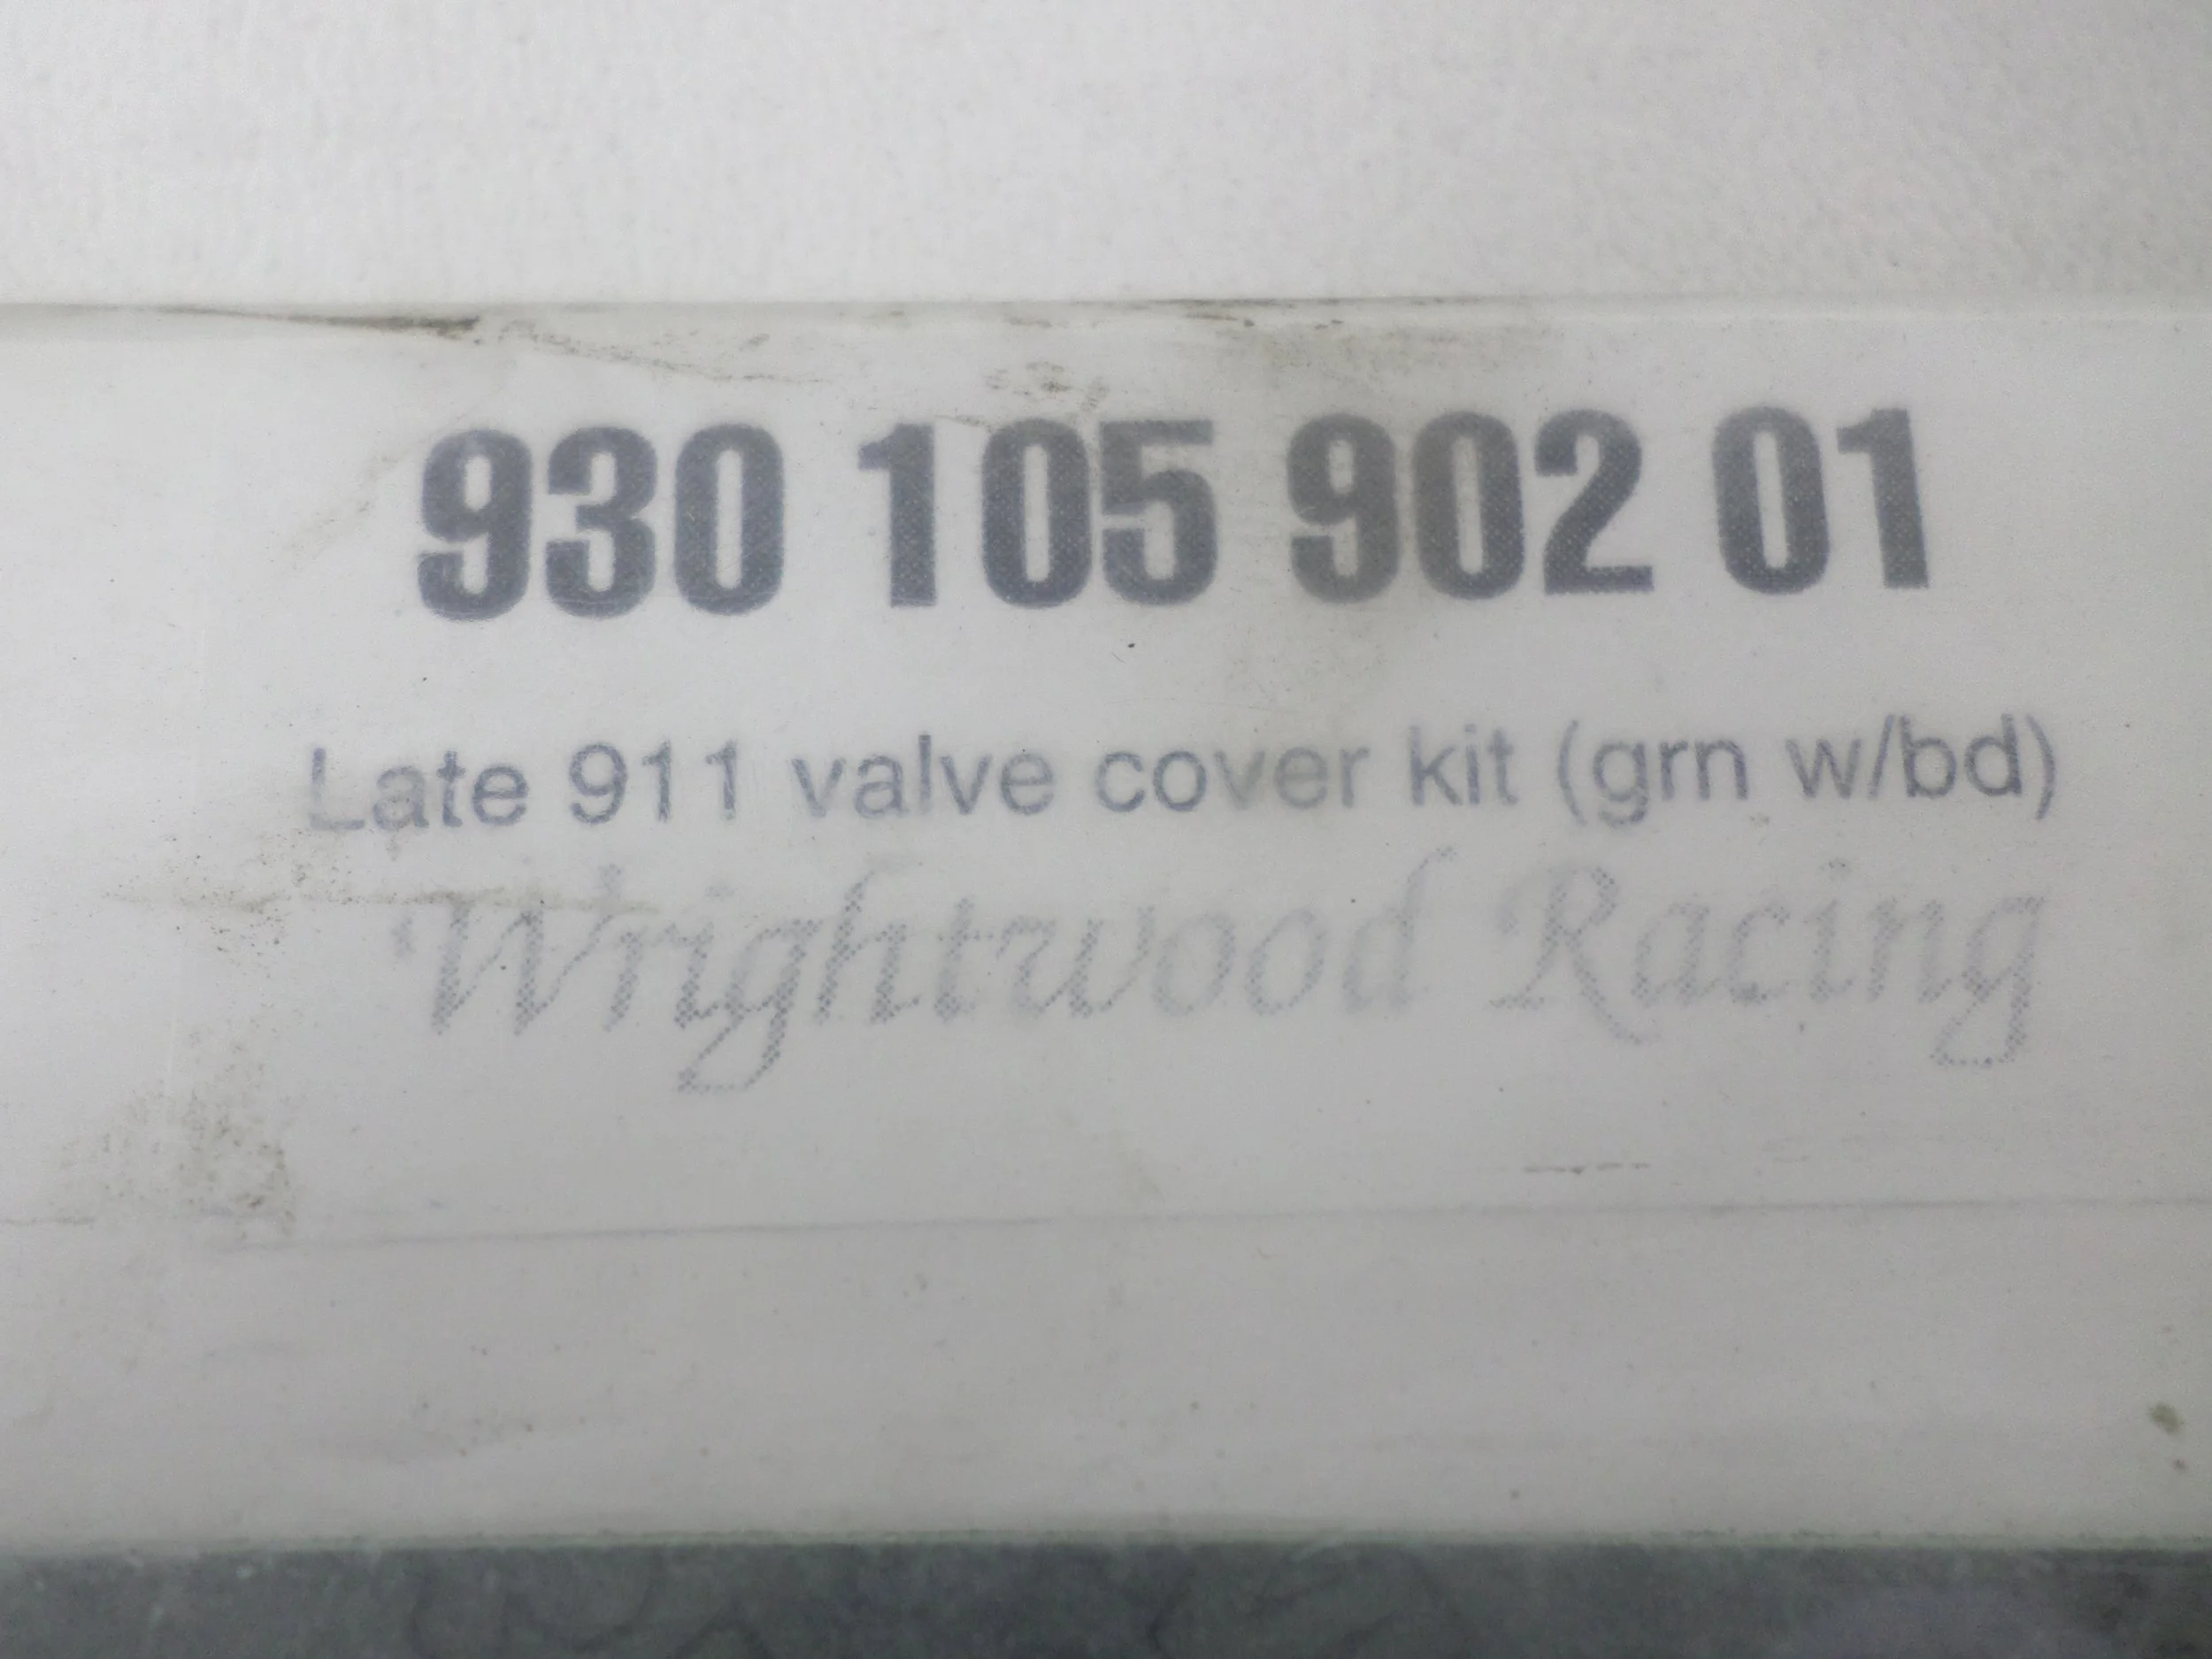 930 105 902 01
Late 911 valve cover kit (grn w/bd)
Wrightwood Racing